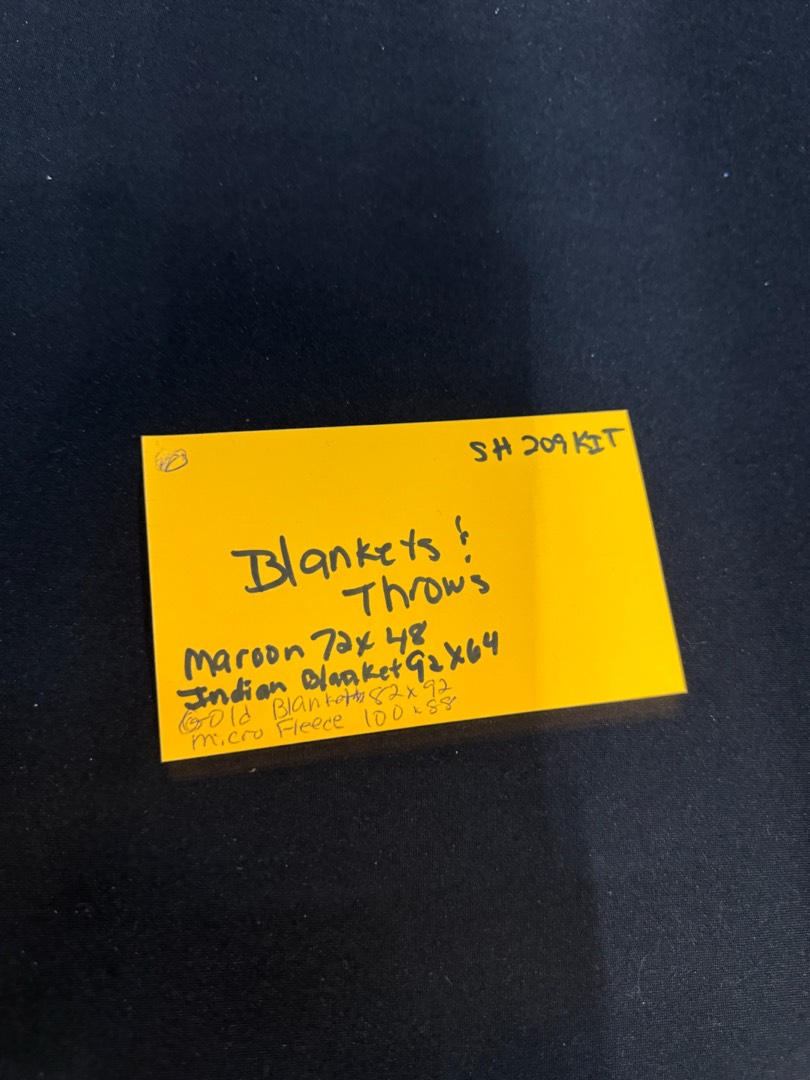 SH 209 KIT
Blankets &
Throws
Maroon 72x 48
Indian Blanket 92x64
Gold Blanket 82x92
Micro Fleece 100x88